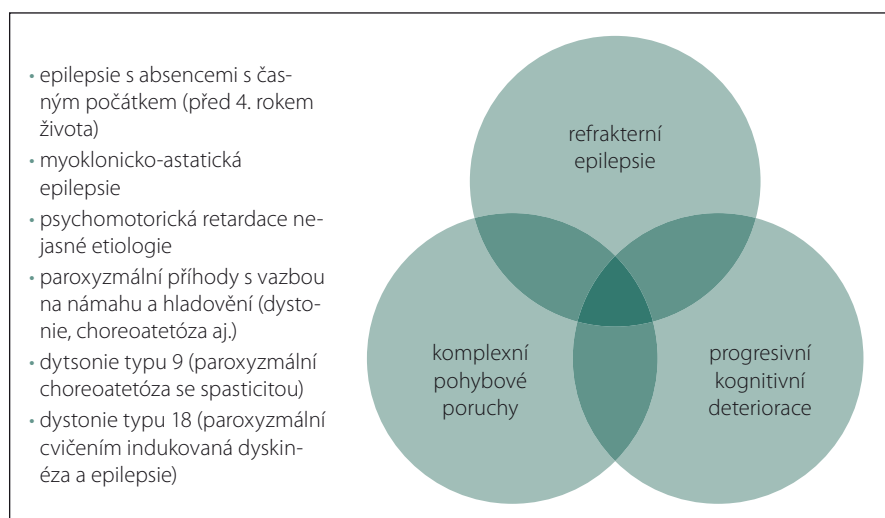 • epilepsie s absencemi s čas-
ným počátkem (před 4. rokem
života)
• myoklonicko-astatická
epilepsie
• psychomotorická retardace ne-
jasné etiologie
• paroxyzmální příhody s vazbou
na námahu a hladovění (dysto-
nie, choreoatetóza aj.)
• dytsonie typu 9 (paroxyzmální
choreoatetóza se spasticitou)
• dystonie typu 18 (paroxyzmální
cvičením indukovaná dyskin-
éza a epilepsie)
refrakterní
epilepsie
komplexní
pohybové
poruchy
progresivní
kognitivní
deteriorace